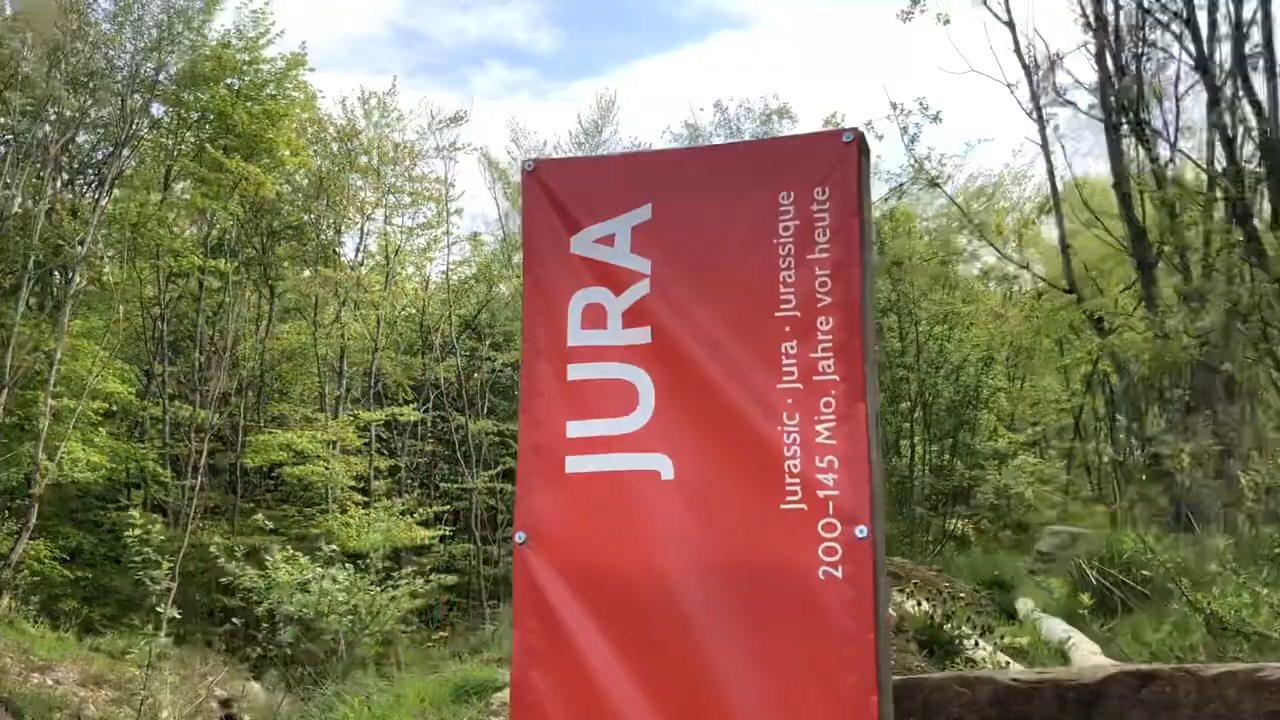 JURA
Jurassic · Jura · Jurassique
200–145 Mio. Jahre vor heute